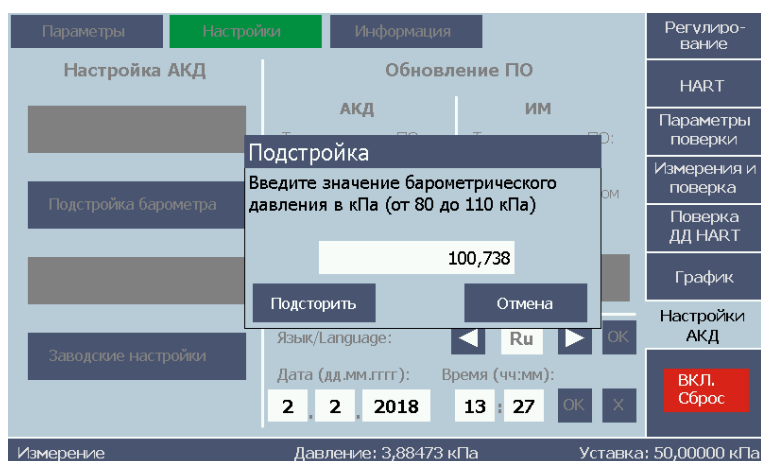 Параметры
Настройки
Информация
Регулиро-
вание
HART
Параметры
поверки
Измерения и
поверка
Поверка
ДД HART
График
Настройки
АКД
ВКЛ.
Сброс
Настройка АКД
Подстройка барометра
Заводские настройки
Обновление ПО
АКД
ИМ
ПО:
Подстройка
Введите значение барометрического
давления в кПа (от 80 до 110 кПа)
100,738
Подсторить
Отмена
Язык/Language:
Ru
OK
Дата (дд.мм.гггг):
Время (чч:мм):
2 . 2 . 2018
13 : 27
OK
X
Измерение
Давление: 3,88473 кПа
Уставка: 50,00000 кПа